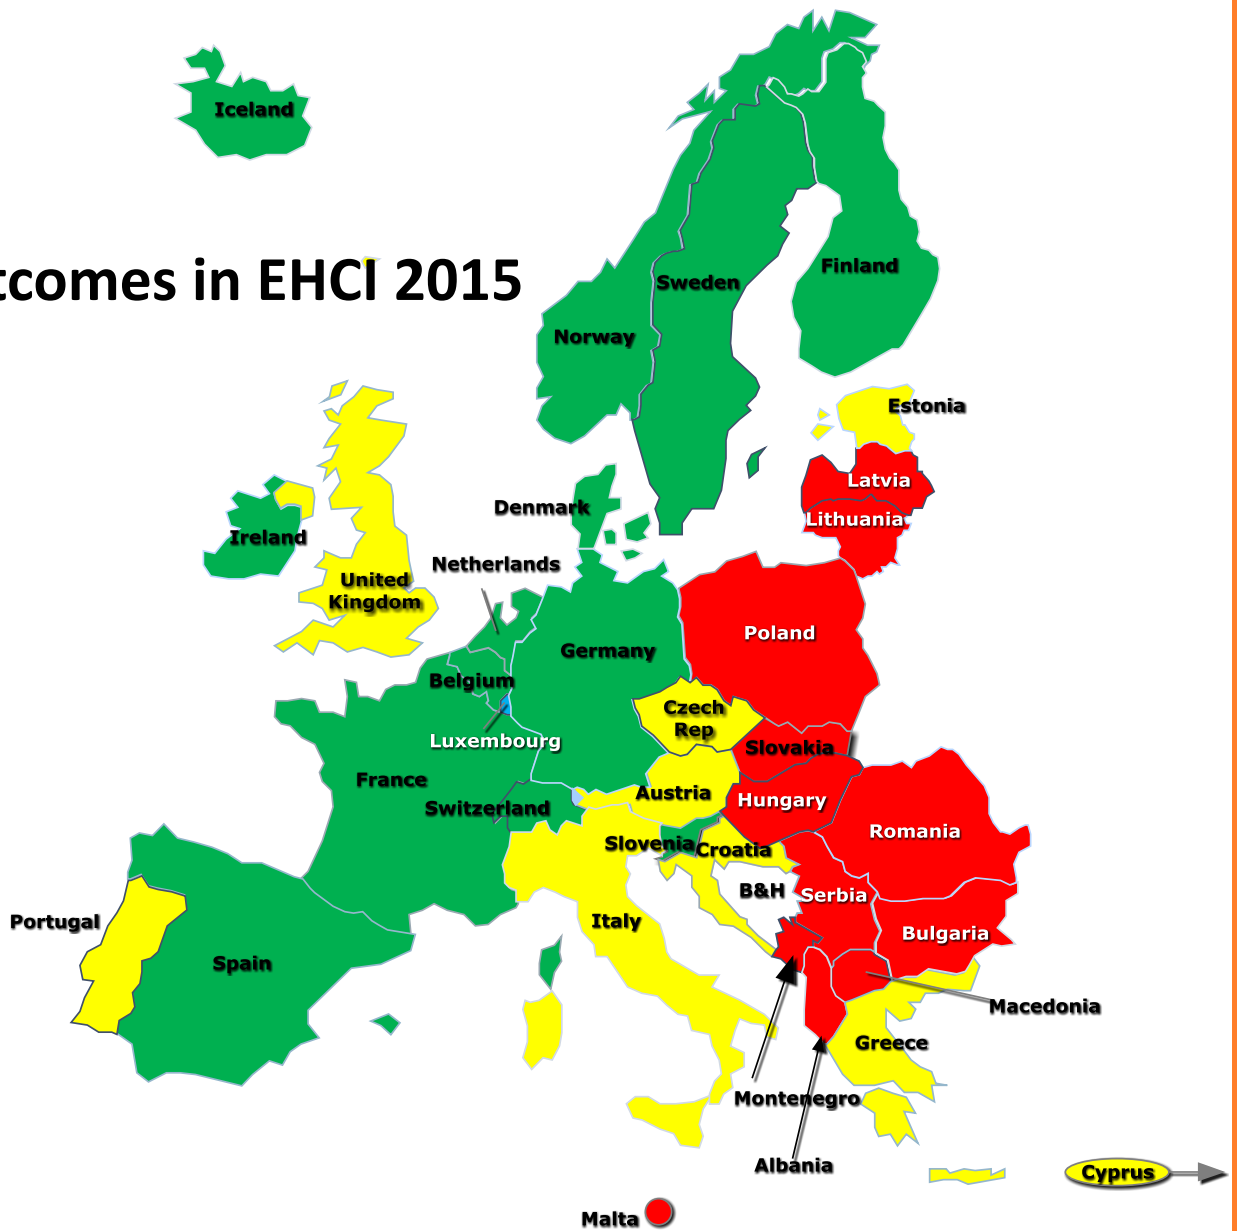 Iceland
tcomes in EHCI 2015
Finland
Sweden
Norway
Estonia
Latvia
Denmark
Lithuania
Ireland
Netherlands
United
Kingdom
Poland
Germany
Belgium
Czech
Rep
Luxembourg
Slovakia
France
Austria
Hungary
Switzerland
Romania
Slovenia
Croatia
B&H
Serbia
Portugal
Italy
Bulgaria
Spain
Macedonia
Greece
Montenegro
Albania
Cyprus
Malta